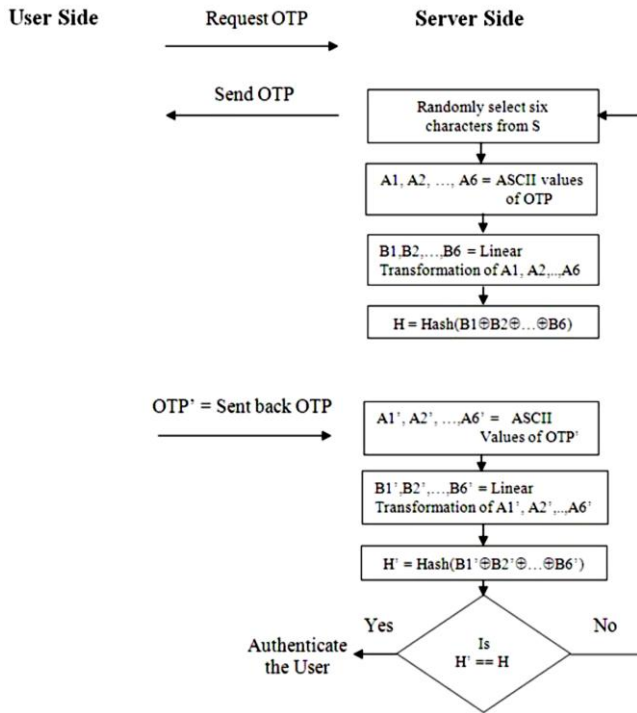 User Side
Request OTP
Server Side
Send OTP
Randomly select six
characters from S
A1, A2, …, A6 = ASCII values
of OTP
B1,B2,…,B6 = Linear
Transformation of A1, A2,..,A6
H = Hash(B1⊕B2⊕…⊕B6)
OTP’ = Sent back OTP
A1’, A2’, …,A6’ = ASCII
Values of OTP’
B1’,B2’,…,B6’ = Linear
Transformation of A1’, A2’,..,A6’
H’ = Hash(B1’⊕B2’⊕…⊕B6’)
Yes
Is
H’ == H
No
Authenticate
the User